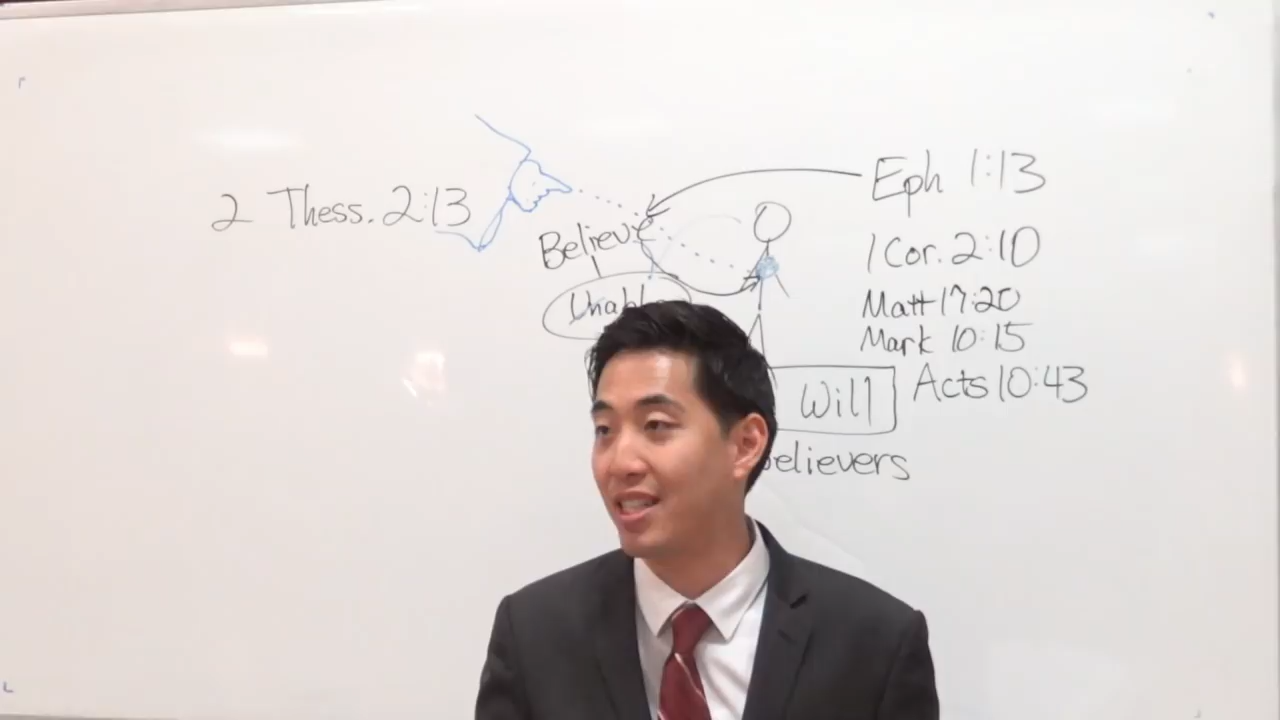 2 Thess. 2:13
Believe
Eph 1:13
1 Cor. 2:10
Matt 17:20
Mark 10:15
Acts 10:43
Will